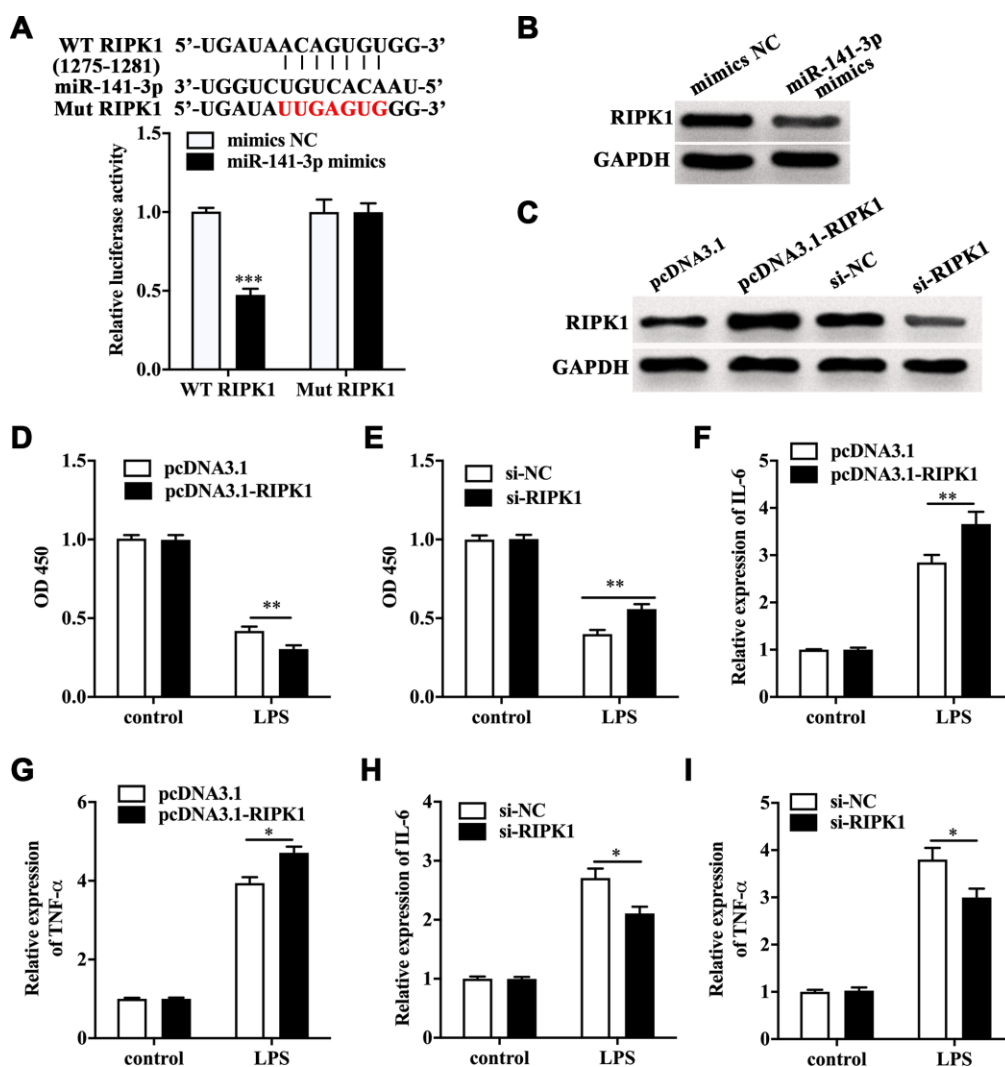 A
WT RIPK1 5’-UGAUAACAGUGUGG-3’
(1275-1281)
miR-141-3p 3’-UGGUCUGUCACAAU-5’
Mut RIPK1 5’-UGAUAUUGAGUGGG-3’
mimics NC
miR-141-3p mimics
Relative luciferase activity
1.5
1.0
0.5
0.0
***
WT RIPK1 Mut RIPK1
B
mimics NC
miR-141-3p
mimics
RIPK1
GAPDH
C
pcDNA3.1
pcDNA3.1-RIPK1
si-NC
si-RIPK1
RIPK1
GAPDH
D
pcDNA3.1
pcDNA3.1-RIPK1
OD 450
1.5
1.0
0.5
0.0
**
control LPS
E
si-NC
si-RIPK1
OD 450
1.5
1.0
0.5
0.0
**
control LPS
F
pcDNA3.1
pcDNA3.1-RIPK1
Relative expression of IL-6
5
4
3
2
1
0
**
control LPS
G
pcDNA3.1
pcDNA3.1-RIPK1
Relative expression
of TNF-α
6
4
2
0
*
control LPS
H
si-NC
si-RIPK1
Relative expression of IL-6
4
3
2
1
0
*
control LPS
I
si-NC
si-RIPK1
Relative expression
of TNF-α
5
4
3
2
1
0
*
control LPS